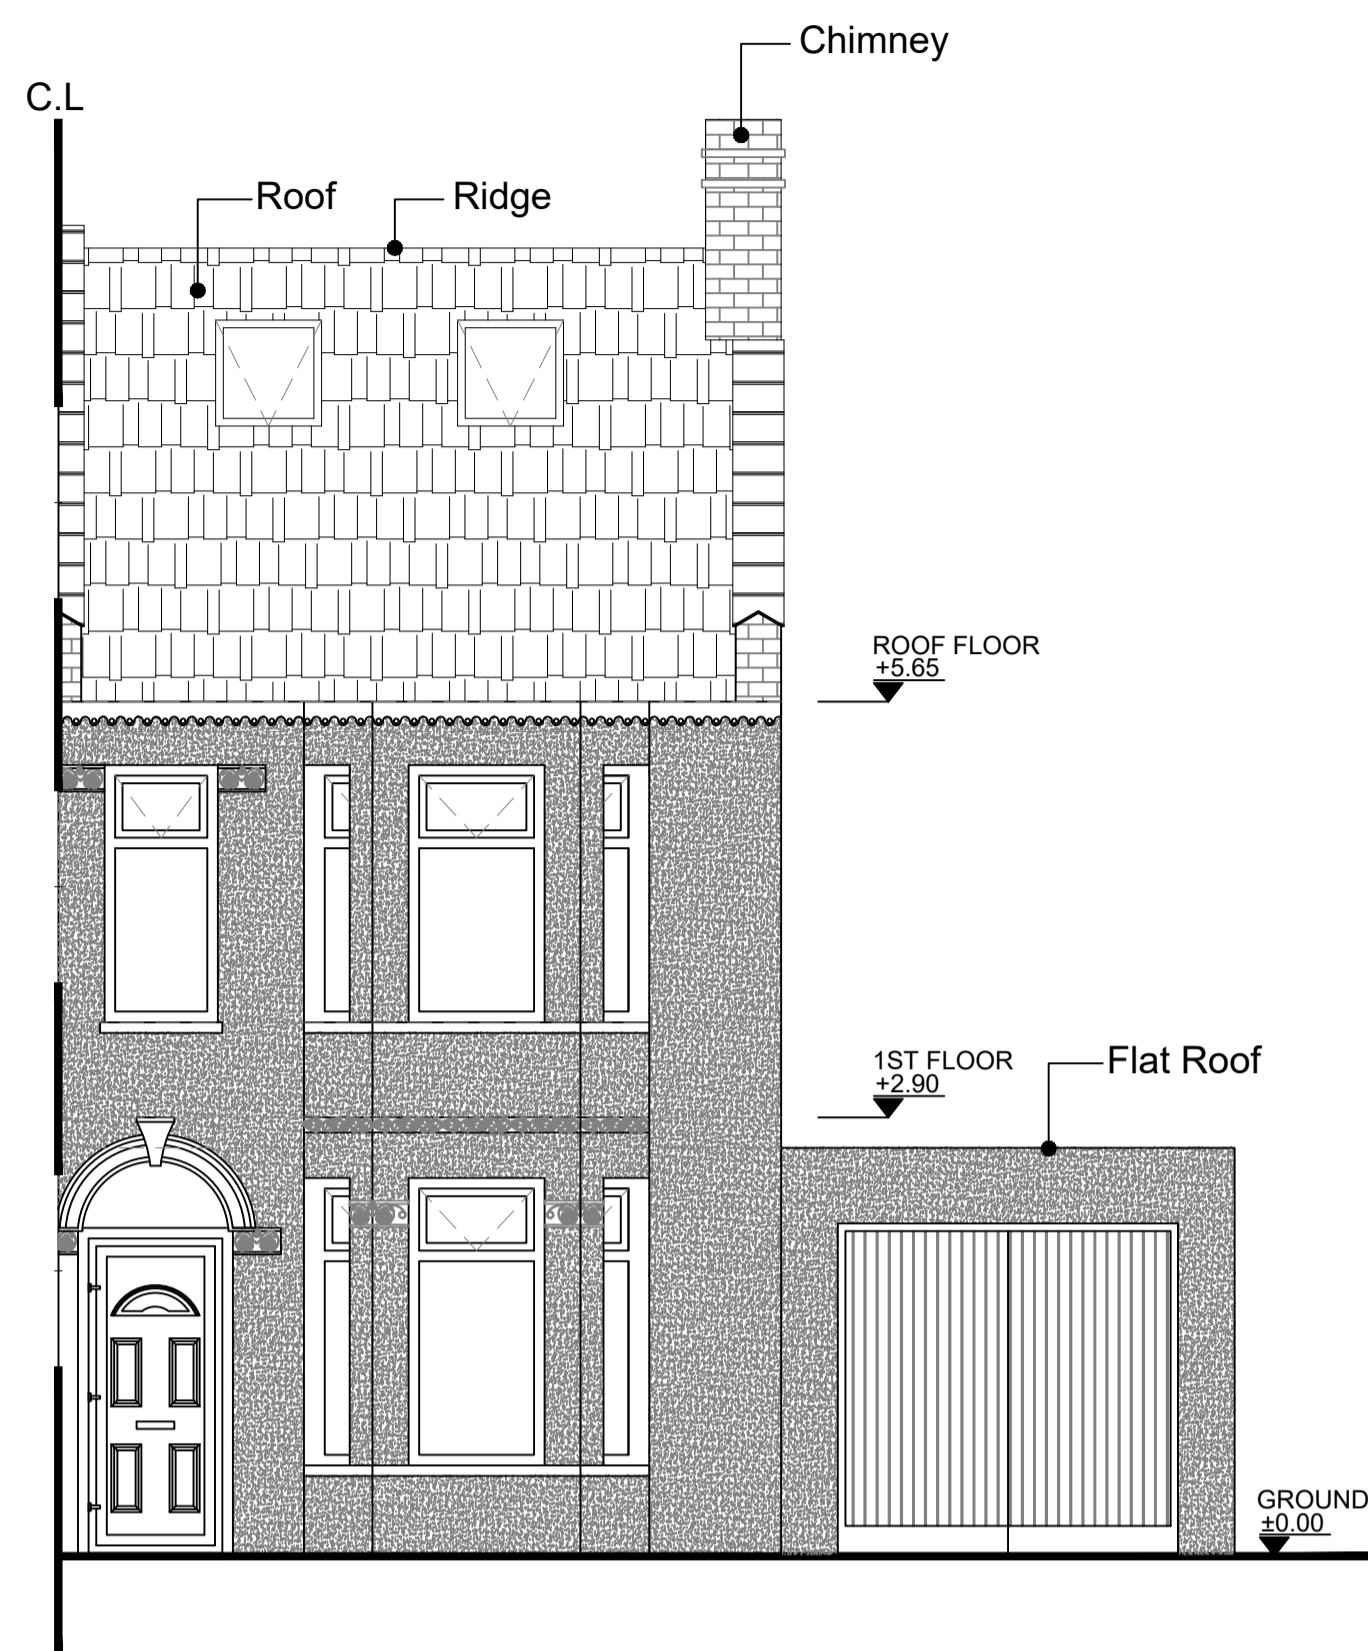 Chimney
C.L
Roof
Ridge
ROOF FLOOR
+5.65
1ST FLOOR
+2.90
Flat Roof
GROUND
±0.00